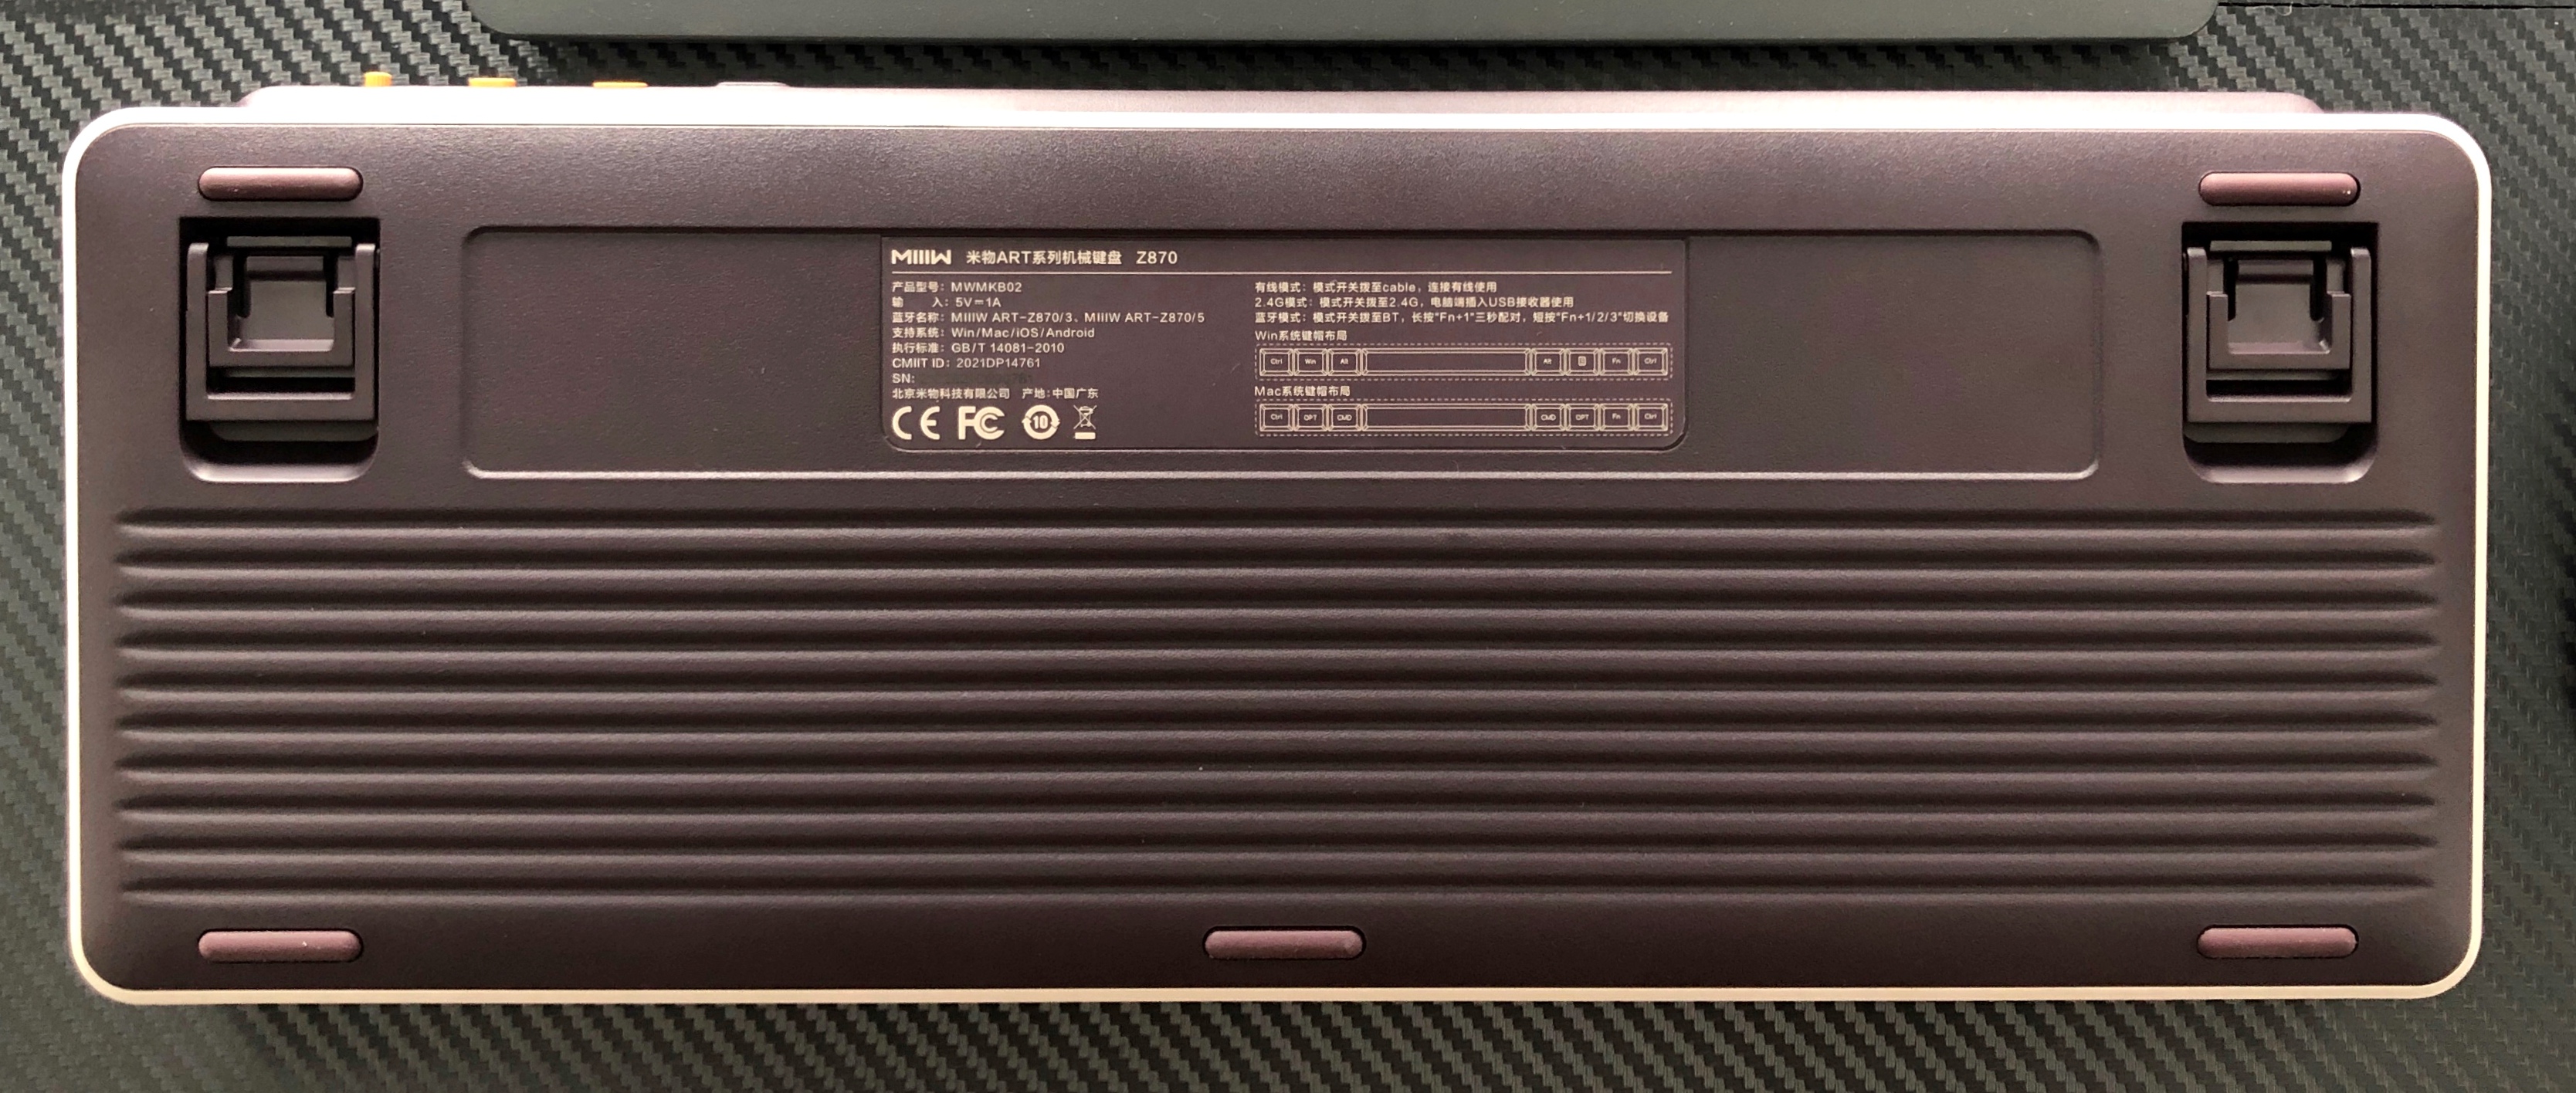 MIIIW 米物ART系列机械键盘 Z870
产品型号：MWMKB02
输 入：5V⎓1A
蓝牙名称：MIIIW ART-Z870/3、MIIIW ART-Z870/5
支持系统：Win/Mac/iOS/Android
执行标准：GB/T 14081-2010
CMIIT ID：2021DP14761
SN:
北京米物科技有限公司 产地：中国广东
CE FC 10
有线模式：模式开关拨至cable，连接有线使用
2.4G模式：模式开关拨至2.4G，电脑端插入USB接收器使用
蓝牙模式：模式开关拨至BT，长按"Fn+1"三秒配对，短按"Fn+1/2/3"切换设备
Win系统键帽布局
Ctrl Win Alt Alt Fn Ctrl
Mac系统键帽布局
Ctrl OPT CMD CMD OPT Fn Ctrl